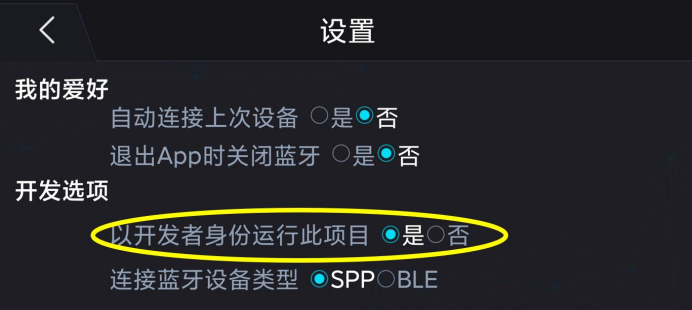 设置
我的爱好
自动连接上次设备 是 否
退出App时关闭蓝牙 是 否
开发选项
以开发者身份运行此项目 是 否
连接蓝牙设备类型 SPP BLE